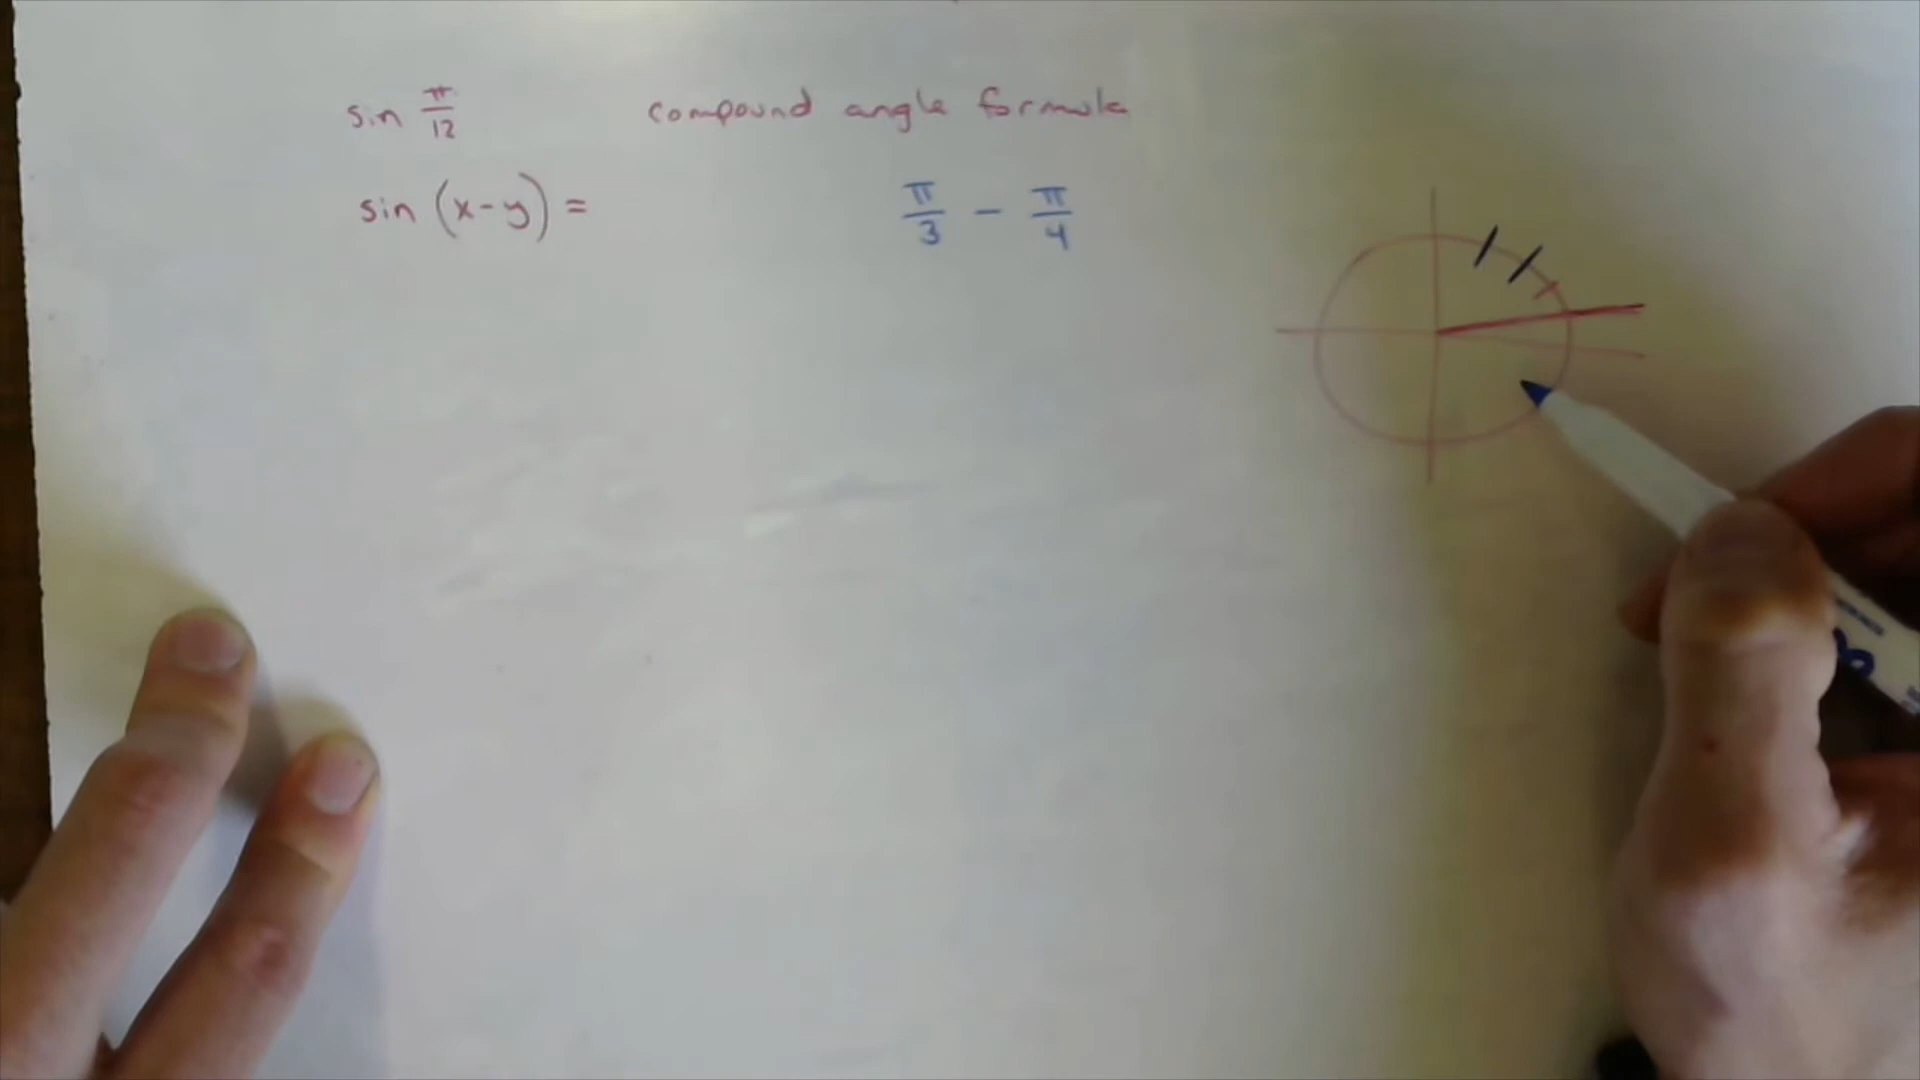 sin π/12 compound angle formula
sin (x-y) = π/3 - π/4